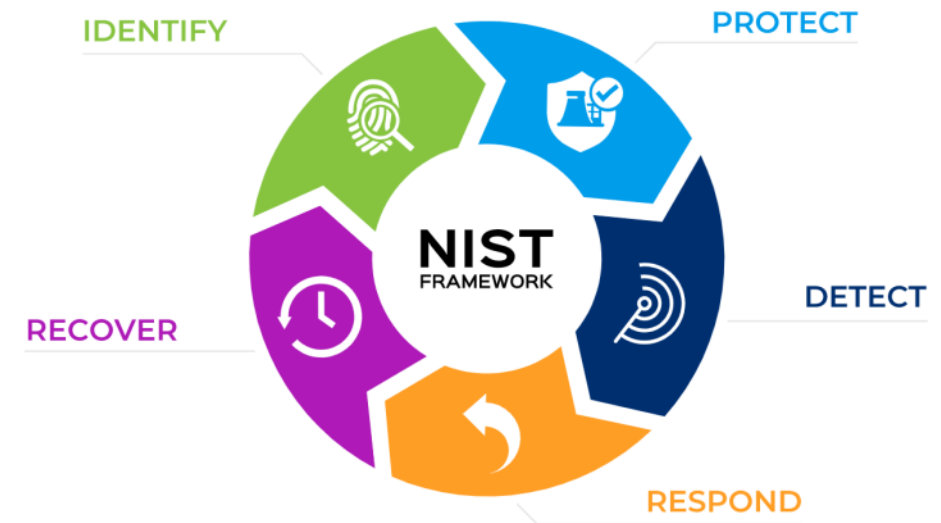 IDENTIFY
PROTECT
NIST
FRAMEWORK
DETECT
RECOVER
RESPOND